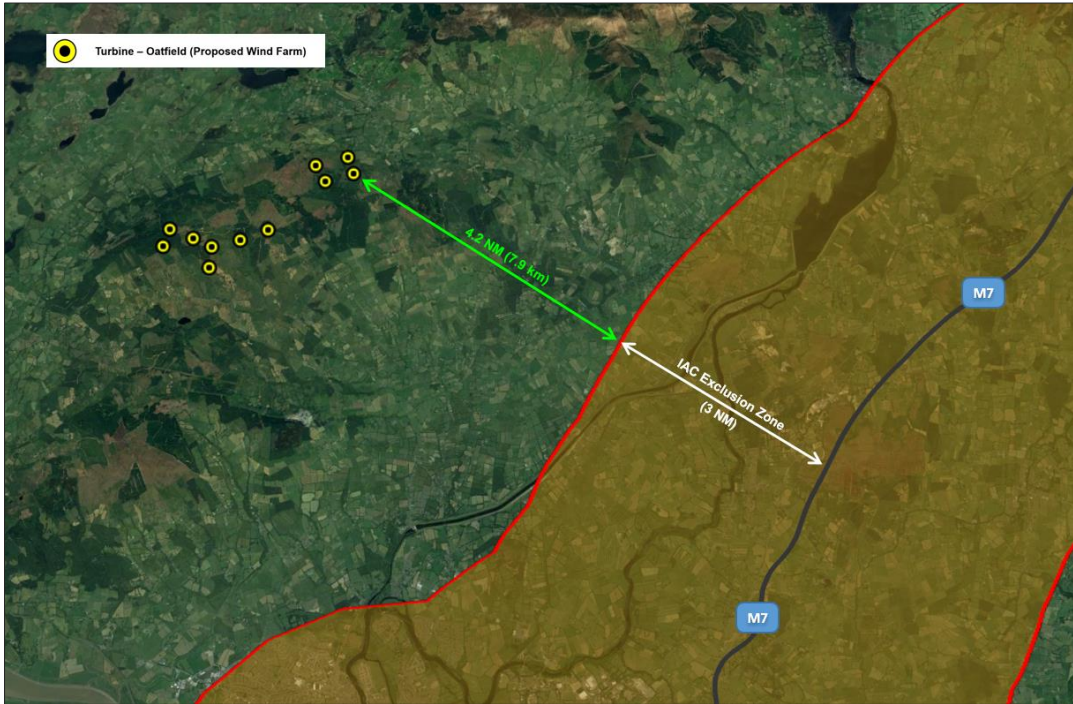 Turbine – Oatfield (Proposed Wind Farm)
4.2 NM (7.9 km)
M7
IAC Exclusion Zone
(3 NM)
M7